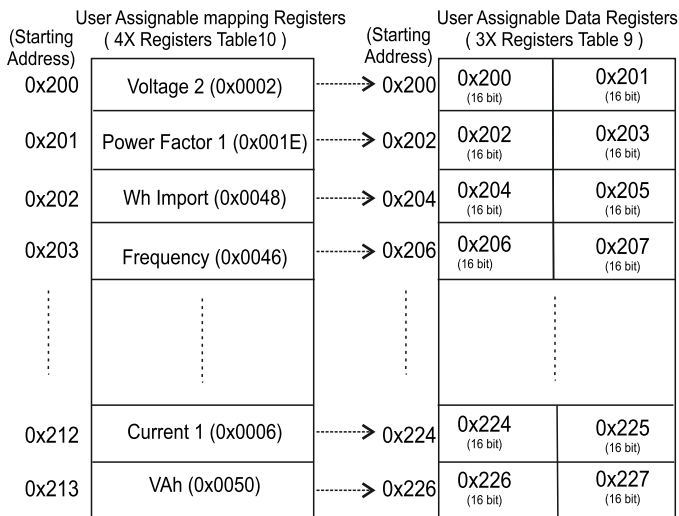 User Assignable mapping Registers
( 4X Registers Table10 )
User Assignable Data Registers
( 3X Registers Table 9 )
(Starting
Address)
(Starting
Address)
0x200 Voltage 2 (0x0002) 0x200 0x200 (16 bit) 0x201 (16 bit)
0x201 Power Factor 1 (0x001E) 0x202 0x202 (16 bit) 0x203 (16 bit)
0x202 Wh Import (0x0048) 0x204 0x204 (16 bit) 0x205 (16 bit)
0x203 Frequency (0x0046) 0x206 0x206 (16 bit) 0x207 (16 bit)
0x212 Current 1 (0x0006) 0x224 0x224 (16 bit) 0x225 (16 bit)
0x213 VAh (0x0050) 0x226 0x226 (16 bit) 0x227 (16 bit)